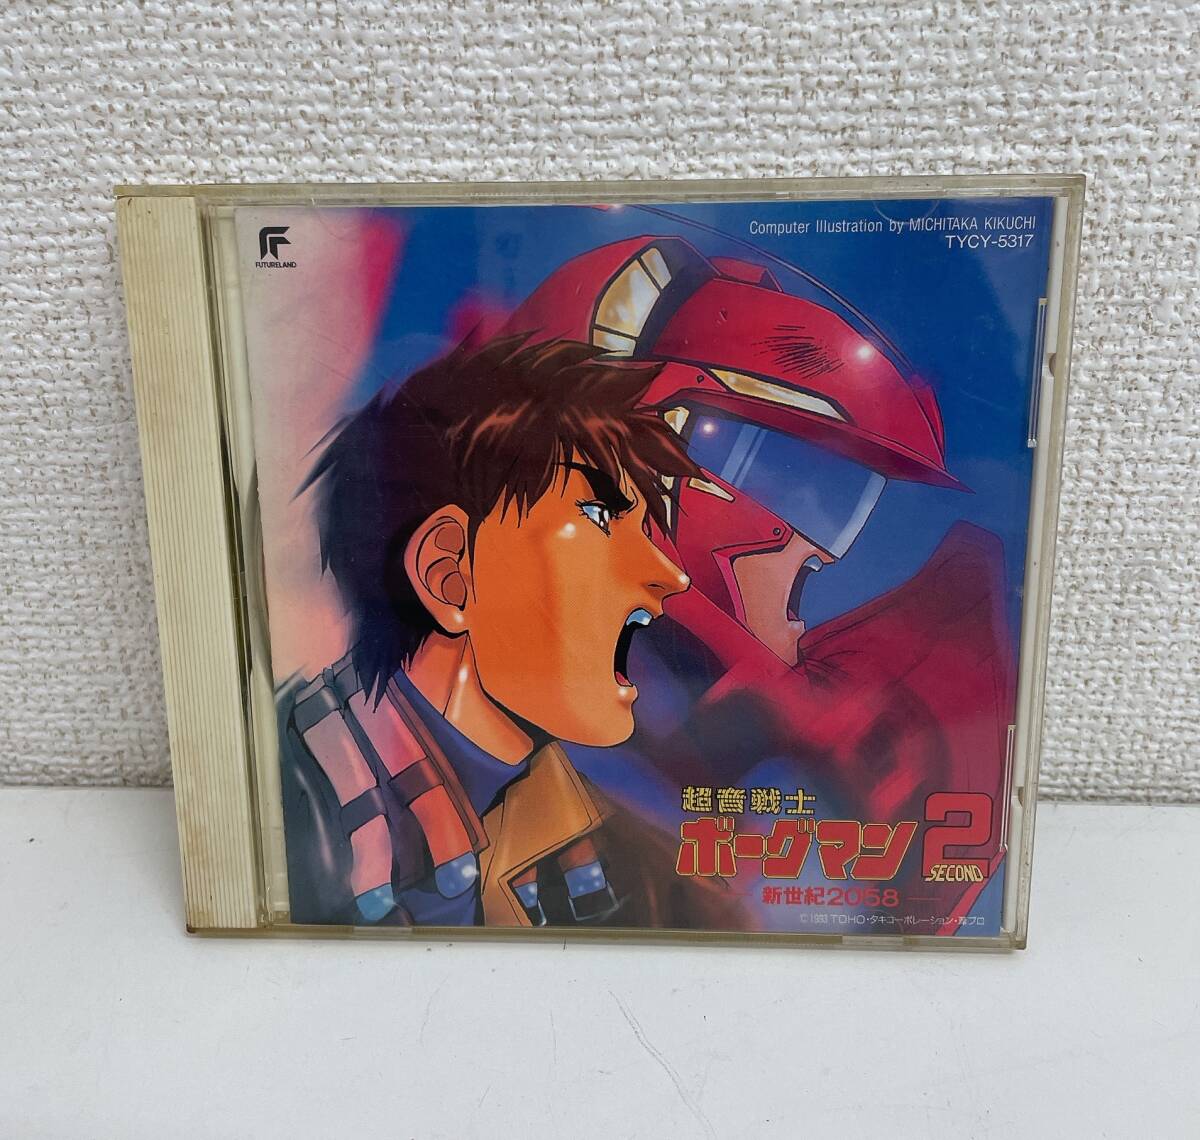 FUTURELAND
Computer Illustration by MICHITAKA KIKUCHI
TYCY-5317
超音戦士
ボーグマン2
SECOND
新世紀2058
©1993 TOHO・タキコーポレーション・葦プロ